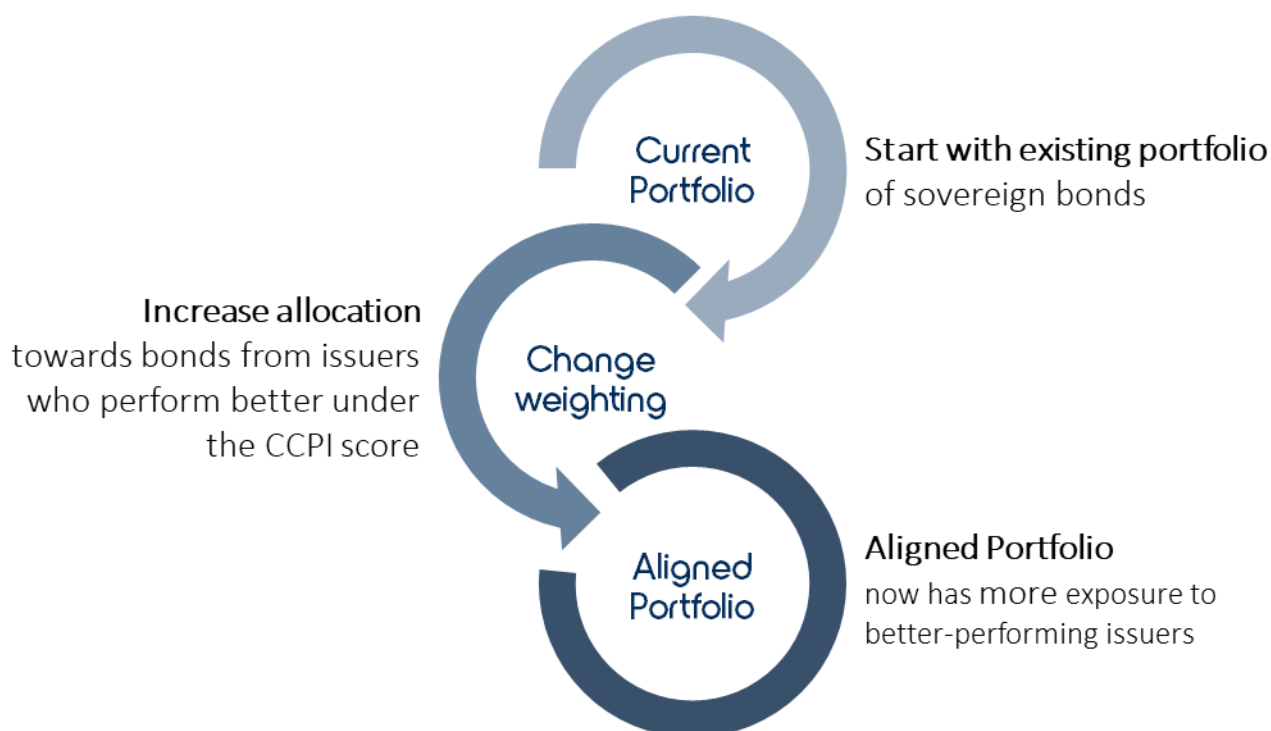 Current
Portfolio
Start with existing portfolio
of sovereign bonds
Increase allocation
towards bonds from issuers
who perform better under
the CCPI score
Change
weighting
Aligned
Portfolio
Aligned Portfolio
now has more exposure to
better-performing issuers